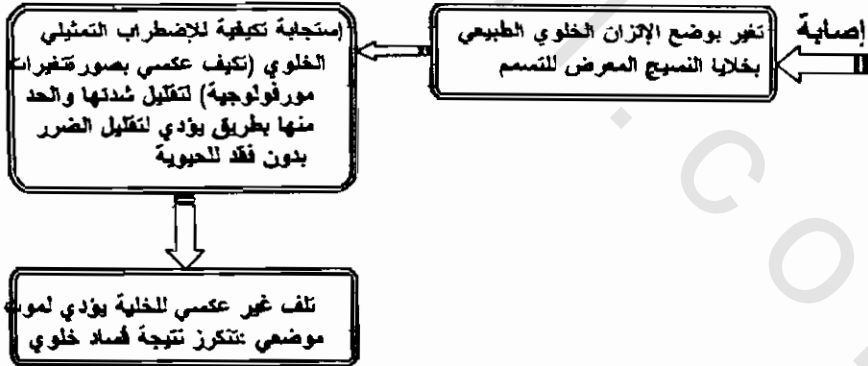 إصابة
تغير بوضع الإتزان الخلوي الطبيعي
بخلايا النسيج المعرض للتسمم
إستجابة تكيفية للإضطراب التمثيلي
الخلوي (تكيف عكسي بصورة تغيرات
مورفولوجية) لتقليل شدتها والحد
منها بطريق يؤدي لتقليل الضرر
بدون فقد للحيوية
تلف غير عكسي للخلية يؤدي لموت
موضعي :تنكرز نتيجة فساد خلوي